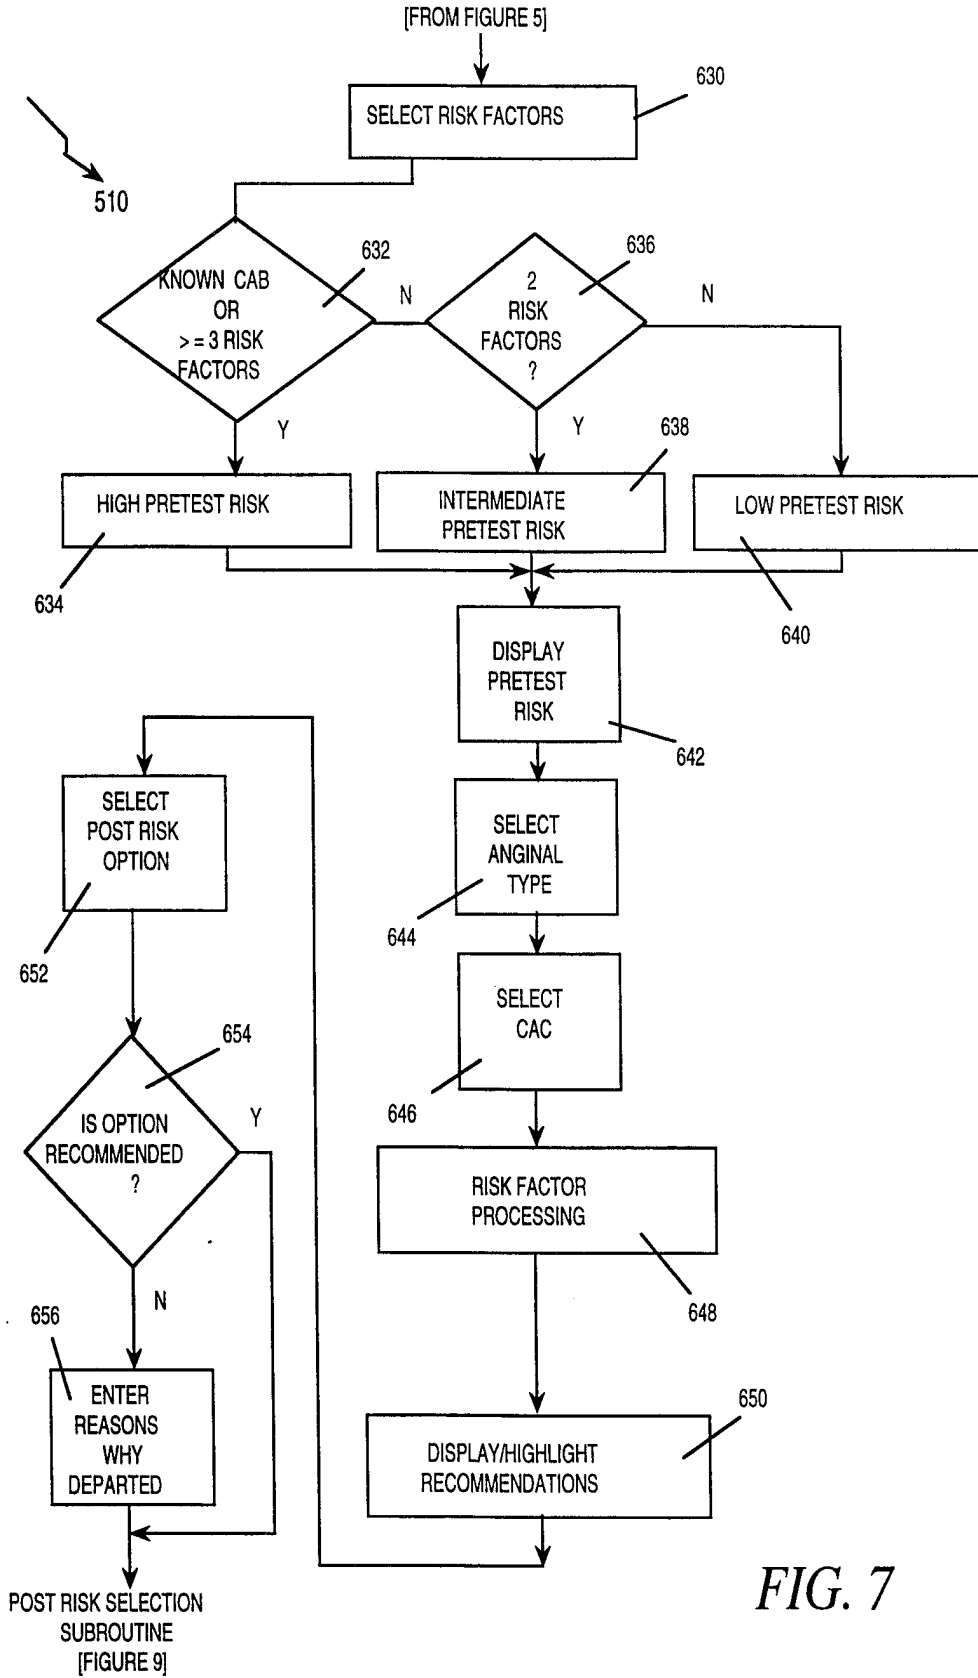 [FROM FIGURE 5]
630
SELECT RISK FACTORS
510
632
KNOWN CAB
OR
>= 3 RISK
FACTORS
N
636
2
RISK
FACTORS
?
N
Y
Y
638
HIGH PRETEST RISK
INTERMEDIATE
PRETEST RISK
LOW PRETEST RISK
634
640
DISPLAY
PRETEST
RISK
642
SELECT
ANGINAL
TYPE
644
SELECT
CAC
646
RISK FACTOR
PROCESSING
648
650
DISPLAY/HIGHLIGHT
RECOMMENDATIONS
SELECT
POST RISK
OPTION
652
654
IS OPTION
RECOMMENDED
?
Y
N
656
ENTER
REASONS
WHY
DEPARTED
POST RISK SELECTION
SUBROUTINE
[FIGURE 9]
FIG. 7